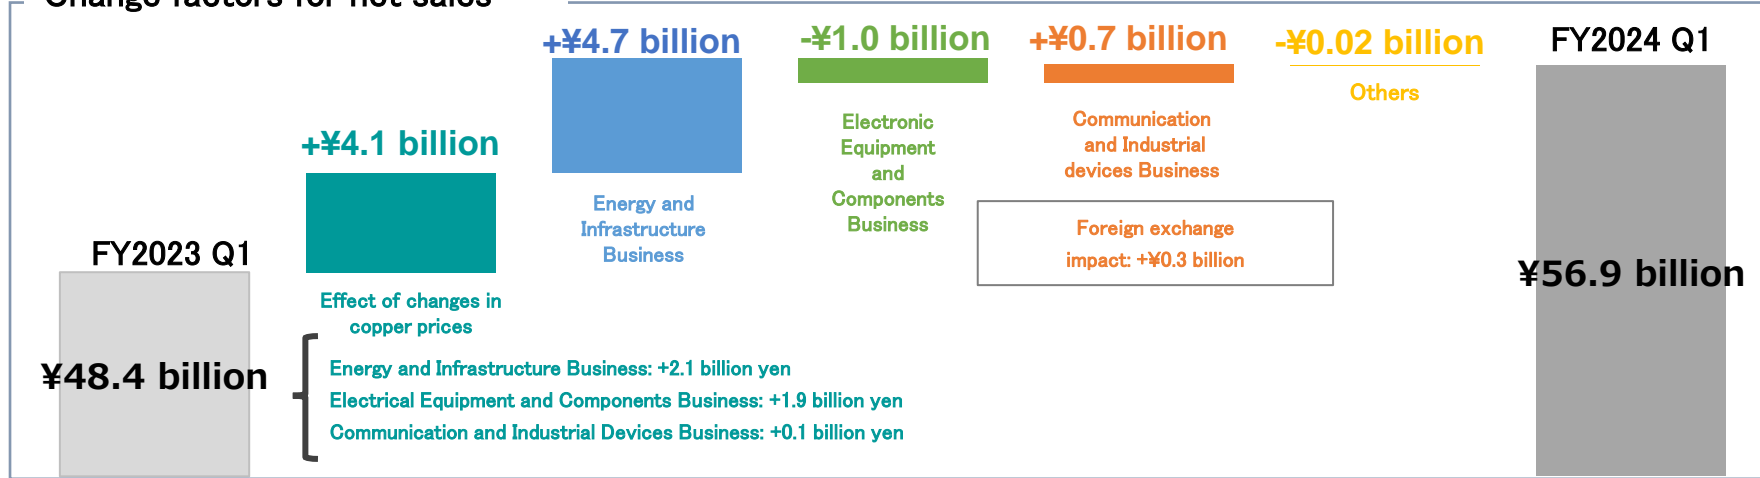 Change factors for net sales
+¥4.7 billion
-¥1.0 billion
+¥0.7 billion
-¥0.02 billion
FY2024 Q1
Others
Electronic
Equipment
and
Components
Business
Communication
and Industrial
devices Business
+¥4.1 billion
Energy and
Infrastructure
Business
Foreign exchange
impact: +¥0.3 billion
FY2023 Q1
¥56.9 billion
Effect of changes in
copper prices
¥48.4 billion
Energy and Infrastructure Business: +2.1 billion yen
Electrical Equipment and Components Business: +1.9 billion yen
Communication and Industrial Devices Business: +0.1 billion yen